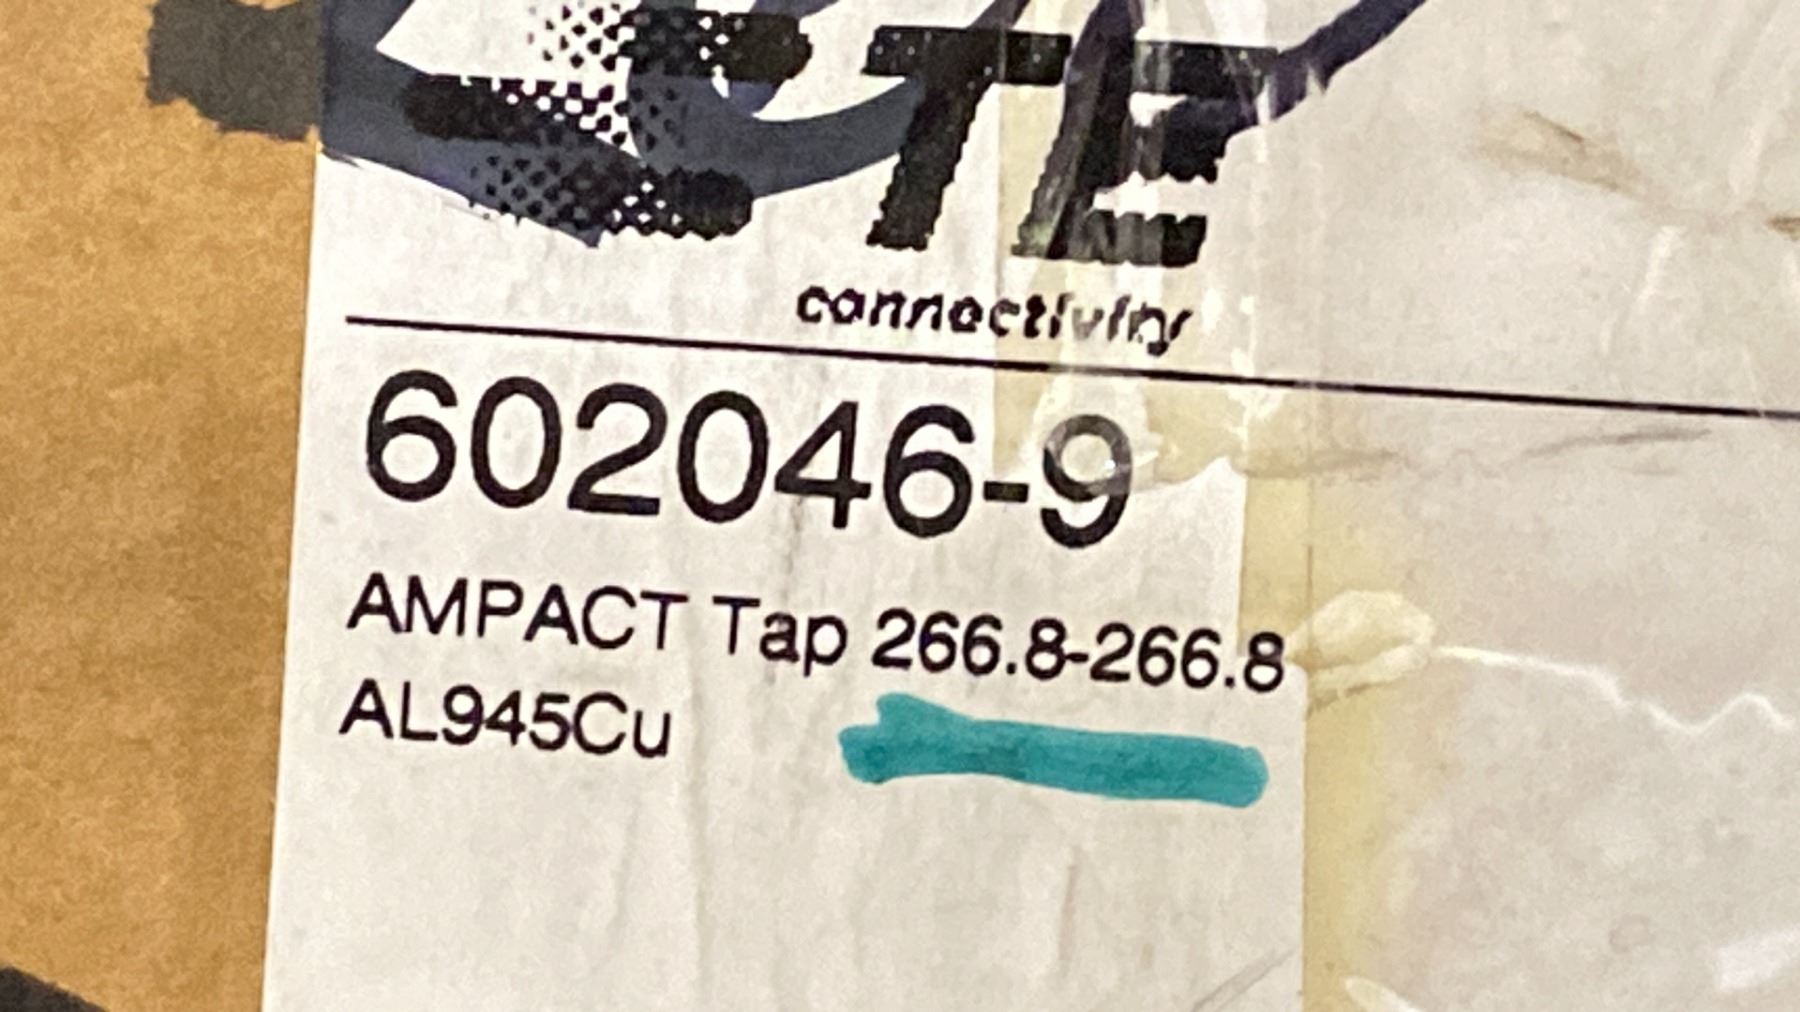 TE
connectivity
602046-9
AMPACT Tap 266.8-266.8
AL945Cu